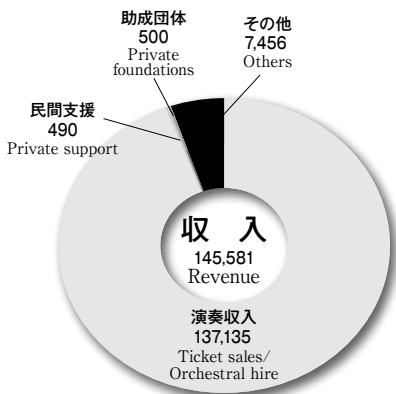 助成団体
500
Private
foundations
その他
7,456
Others
民間支援
490
Private support
収 入
145,581
Revenue
演奏収入
137,135
Ticket sales/
Orchestral hire